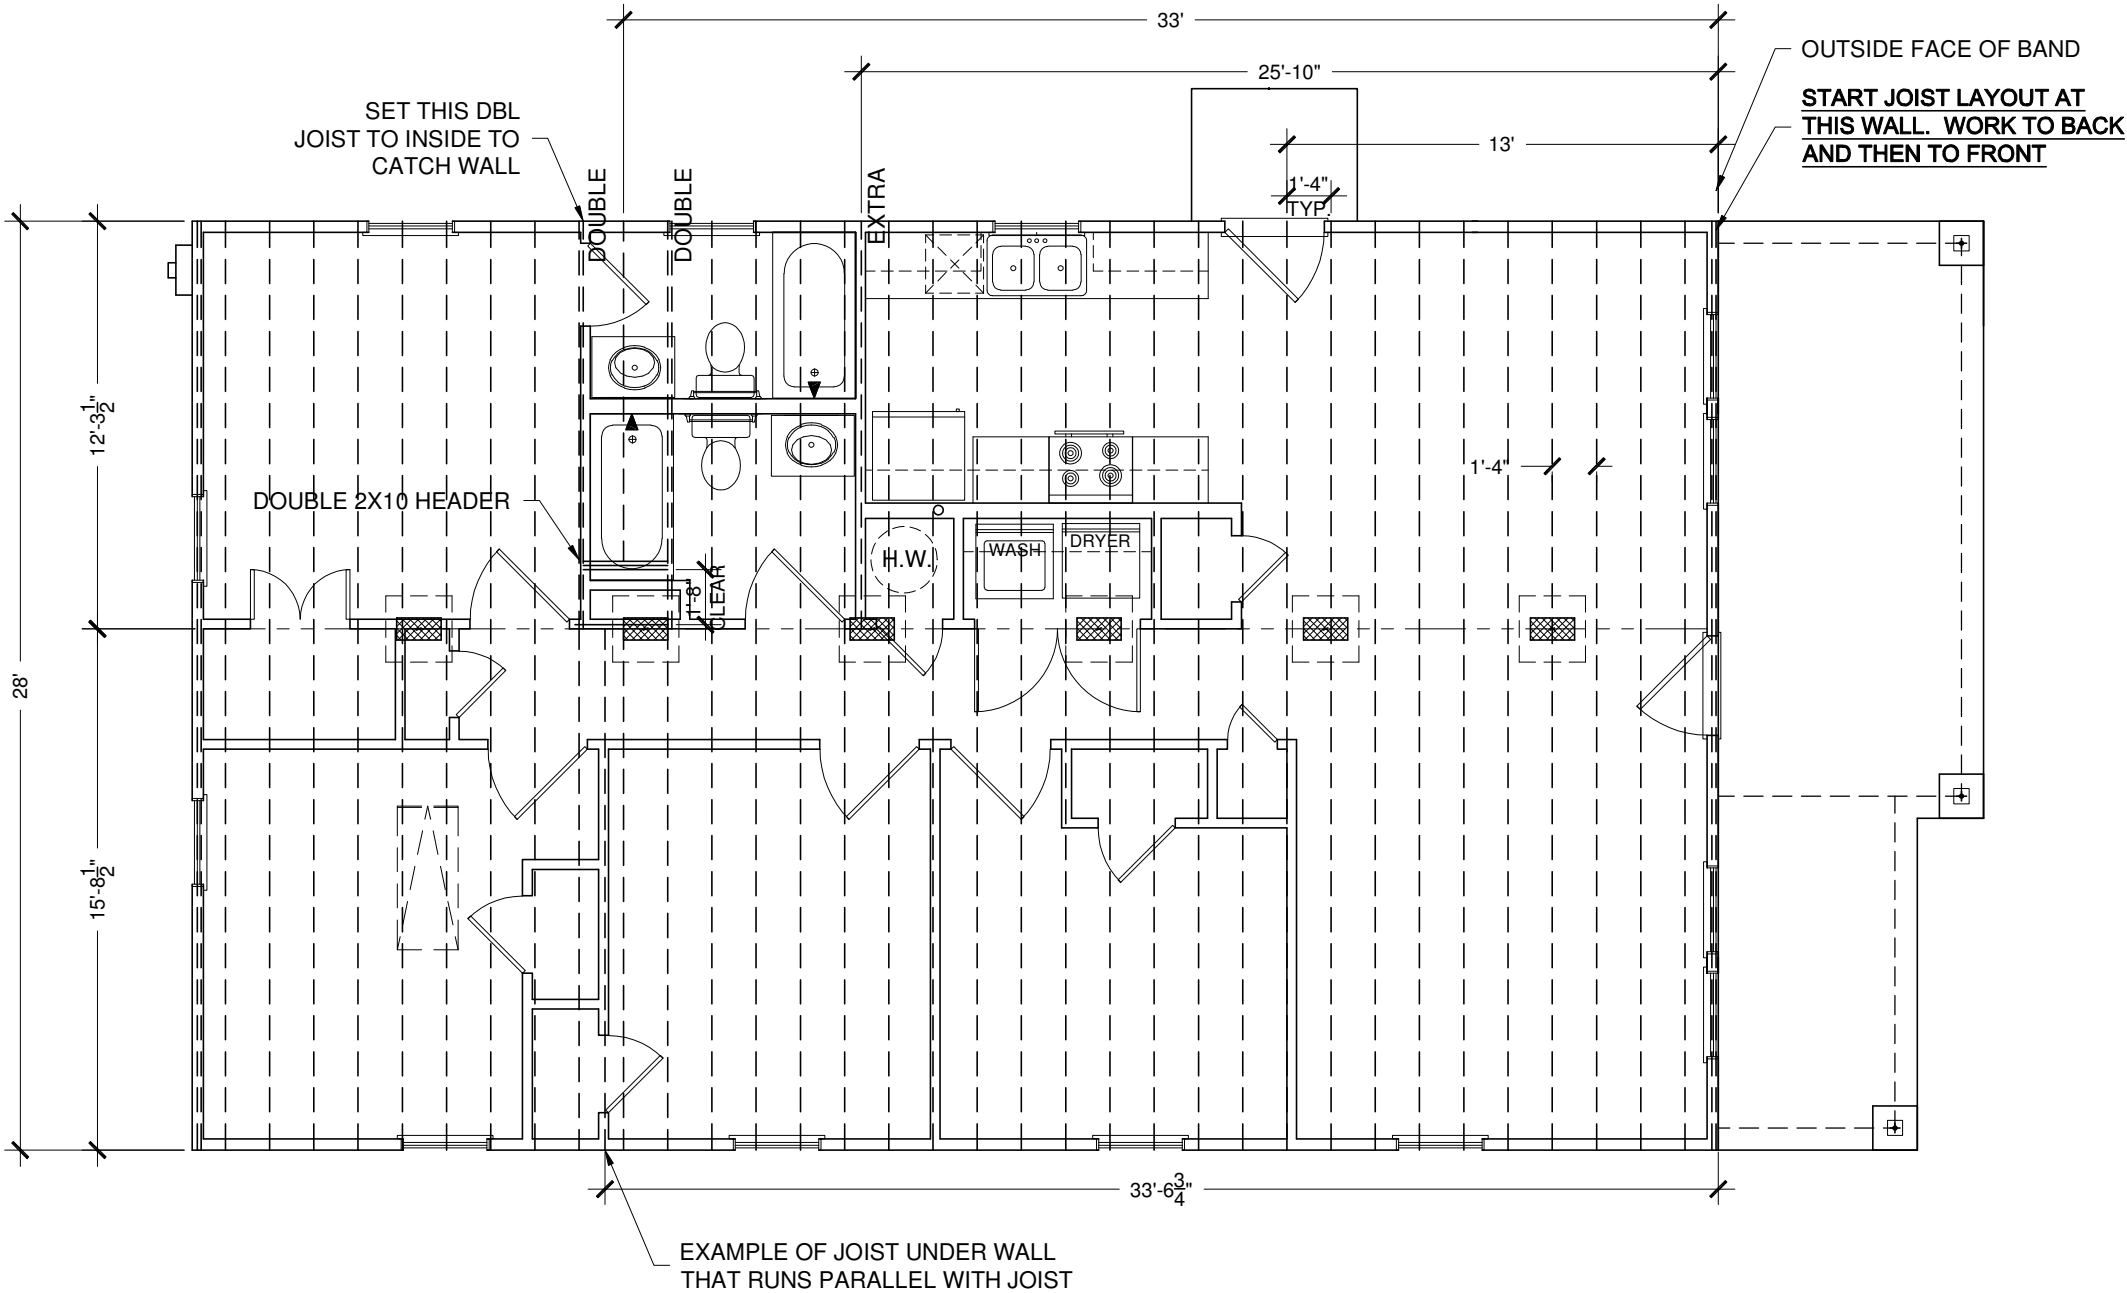 33'
OUTSIDE FACE OF BAND
25'-10"
START JOIST LAYOUT AT
THIS WALL.  WORK TO BACK
AND THEN TO FRONT
SET THIS DBL
JOIST TO INSIDE TO
CATCH WALL
13'
1'-4"
TYP.
DOUBLE
DOUBLE
EXTRA
12'-3 1/2"
1'-4"
DOUBLE 2X10 HEADER
WASH
DRYER
H.W.
1'-8"
CLEAR
28'
15'-8 1/2"
33'-6 3/4"
EXAMPLE OF JOIST UNDER WALL
THAT RUNS PARALLEL WITH JOIST